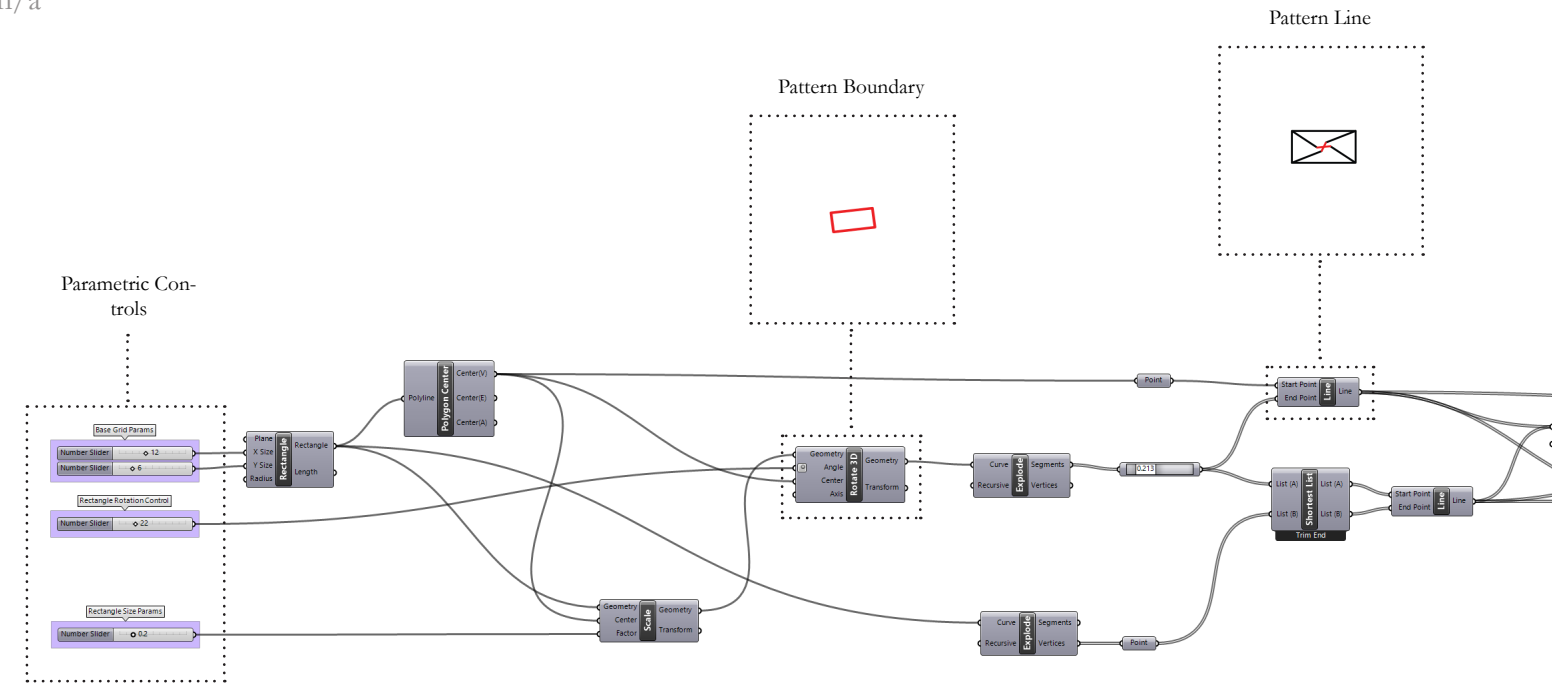 n/a
Pattern Line
Pattern Boundary
Parametric Con-
trols
Base Grid Params
Number Slider 12
Number Slider 6
Rectangle Rotation Control
Number Slider 22
Rectangle Size Params
Number Slider 0.2
Plane
X Size
Y Size
Radius
Rectangle
Rectangle
Length
Polyline
Polygon Center
Center(V)
Center(E)
Center(A)
Geometry
Center
Factor
Scale
Geometry
Transform
Geometry
Angle
Center
Axis
Rotate 3D
Geometry
Transform
Curve
Recursive
Explode
Segments
Vertices
Curve
Recursive
Explode
Segments
Vertices
0.213
Point
Point
Start Point
End Point
Line
Line
List (A)
List (B)
Shortest List
List (A)
List (B)
Trim End
Start Point
End Point
Line
Line